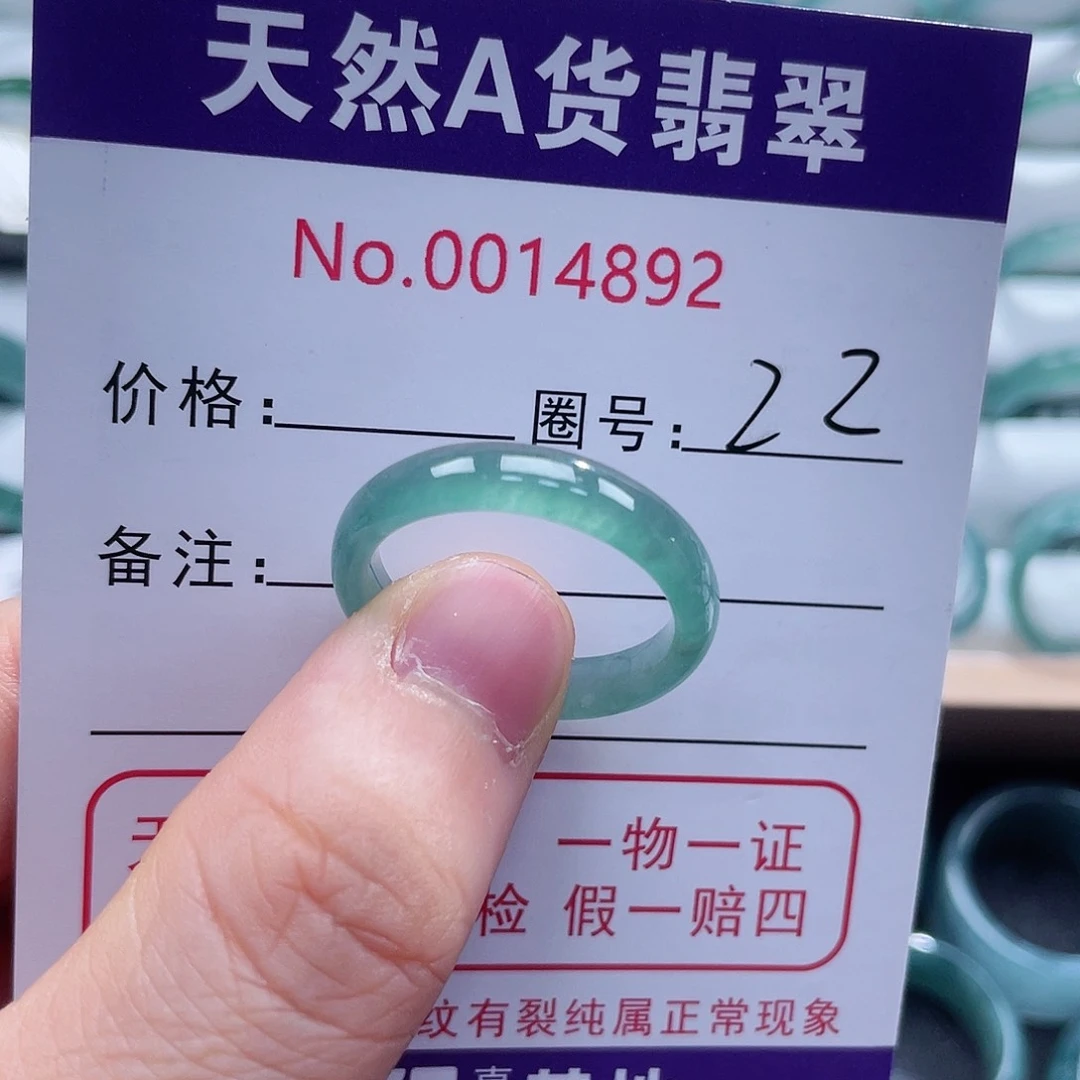 天然A货翡翠
No.0014892
价格: 圈号: 22
备注:
一物一证
检 假一赔四
纹有裂纯属正常现象